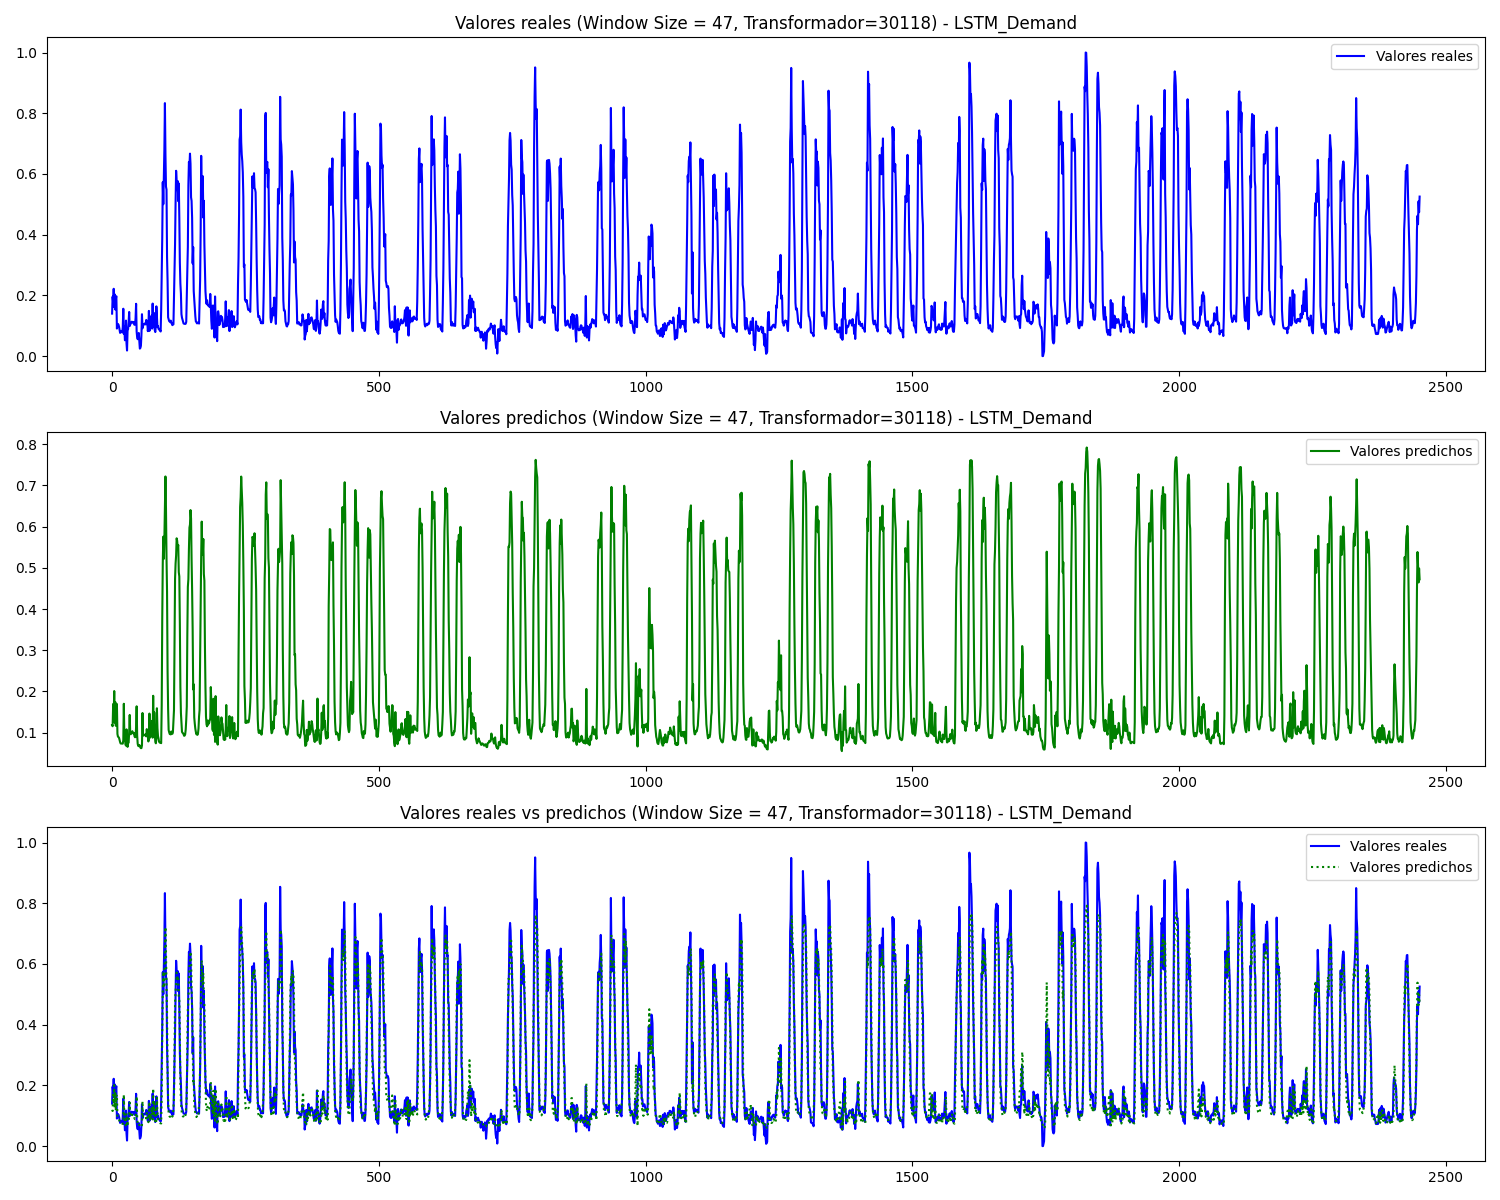 Valores reales (Window Size = 47, Transformador=30118) - LSTM_Demand
Valores reales
1.0
0.8
0.6
0.4
0.2
0.0
0 500 1000 1500 2000 2500
Valores predichos (Window Size = 47, Transformador=30118) - LSTM_Demand
Valores predichos
0.8
0.7
0.6
0.5
0.4
0.3
0.2
0.1
0 500 1000 1500 2000 2500
Valores reales vs predichos (Window Size = 47, Transformador=30118) - LSTM_Demand
Valores reales
Valores predichos
1.0
0.8
0.6
0.4
0.2
0.0
0 500 1000 1500 2000 2500